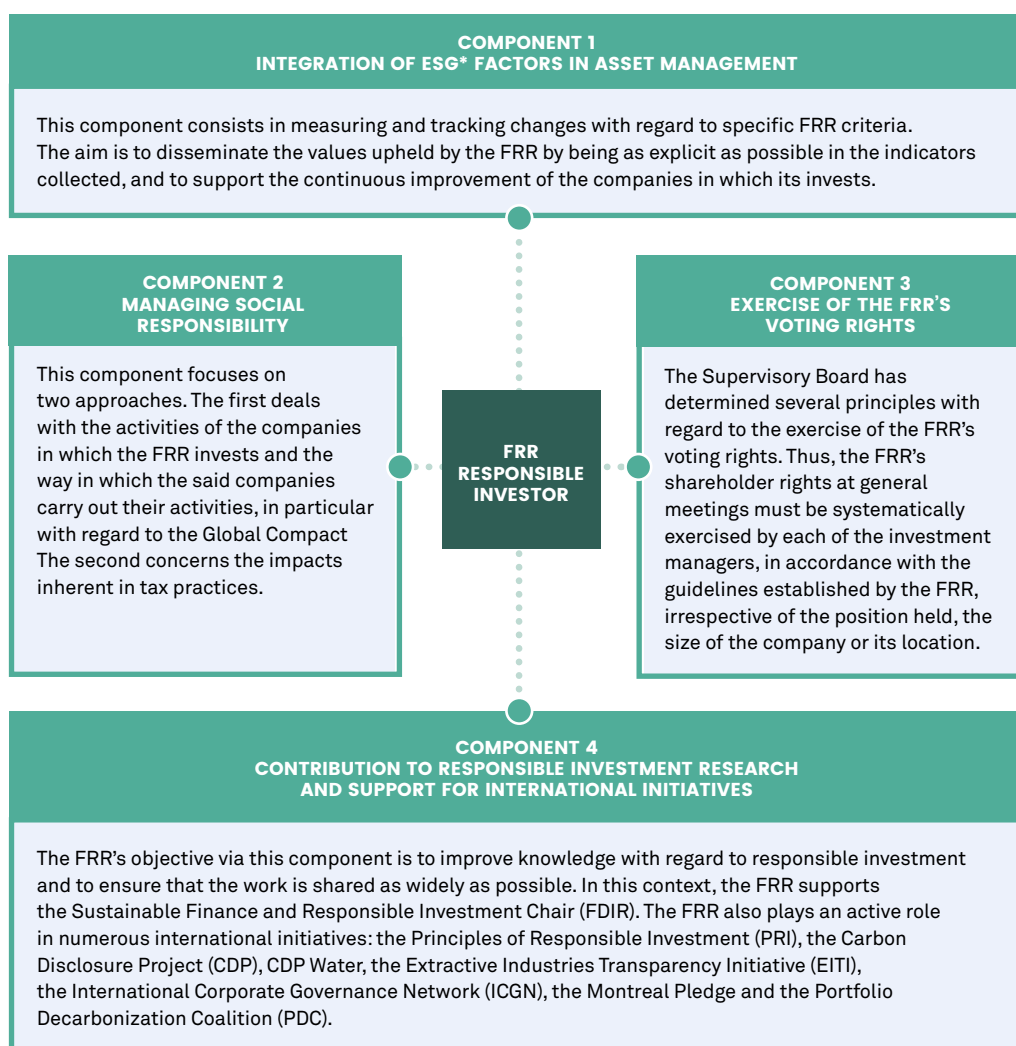 COMPONENT 1
INTEGRATION OF ESG* FACTORS IN ASSET MANAGEMENT
This component consists in measuring and tracking changes with regard to specific FRR criteria.
The aim is to disseminate the values upheld by the FRR by being as explicit as possible in the indicators
collected, and to support the continuous improvement of the companies in which its invests.
COMPONENT 2
MANAGING SOCIAL
RESPONSIBILITY
This component focuses on
two approaches. The first deals
with the activities of the companies
in which the FRR invests and the
way in which the said companies
carry out their activities, in particular
with regard to the Global Compact
The second concerns the impacts
inherent in tax practices.
FRR
RESPONSIBLE
INVESTOR
COMPONENT 3
EXERCISE OF THE FRR'S
VOTING RIGHTS
The Supervisory Board has
determined several principles with
regard to the exercise of the FRR's
voting rights. Thus, the FRR's
shareholder rights at general
meetings must be systematically
exercised by each of the investment
managers, in accordance with the
guidelines established by the FRR,
irrespective of the position held, the
size of the company or its location.
COMPONENT 4
CONTRIBUTION TO RESPONSIBLE INVESTMENT RESEARCH
AND SUPPORT FOR INTERNATIONAL INITIATIVES
The FRR's objective via this component is to improve knowledge with regard to responsible investment
and to ensure that the work is shared as widely as possible. In this context, the FRR supports
the Sustainable Finance and Responsible Investment Chair (FDIR). The FRR also plays an active role
in numerous international initiatives: the Principles of Responsible Investment (PRI), the Carbon
Disclosure Project (CDP), CDP Water, the Extractive Industries Transparency Initiative (EITI),
the International Corporate Governance Network (ICGN), the Montreal Pledge and the Portfolio
Decarbonization Coalition (PDC).